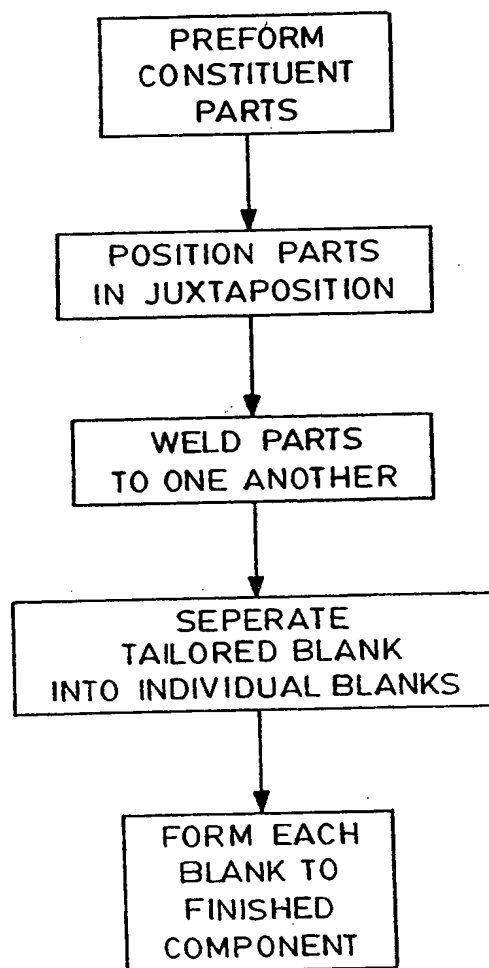 PREFORM
CONSTITUENT
PARTS
POSITION PARTS
IN JUXTAPOSITION
WELD PARTS
TO ONE ANOTHER
SEPERATE
TAILORED BLANK
INTO INDIVIDUAL BLANKS
FORM EACH
BLANK TO
FINISHED
COMPONENT